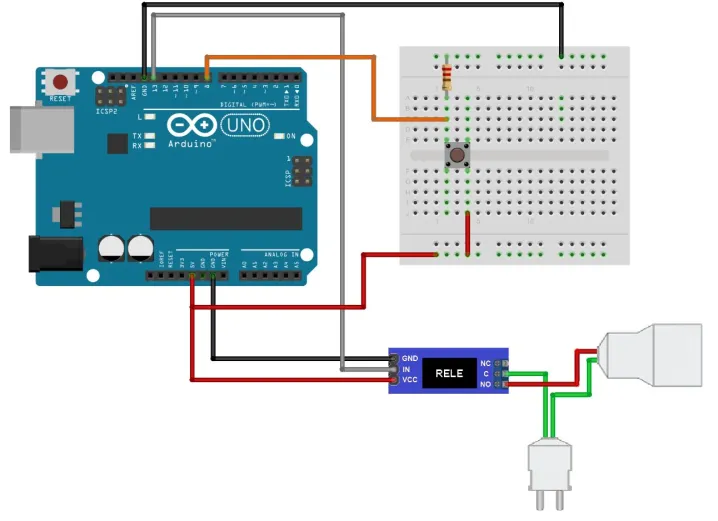 RESET
ICSP2
AREF
GND
13
12
~11
~10
~9
8
7
~6
~5
4
~3
2
TX▶1
RX◀0
DIGITAL (PWM~)
L
TX
RX
Arduino™
UNO
ON
1
ICSP
IOREF
RESET
3V3
5V
GND
GND
VIN
POWER
ANALOG IN
A0
A1
A2
A3
A4
A5
GND
IN
VCC
RELE
NC
C
NO